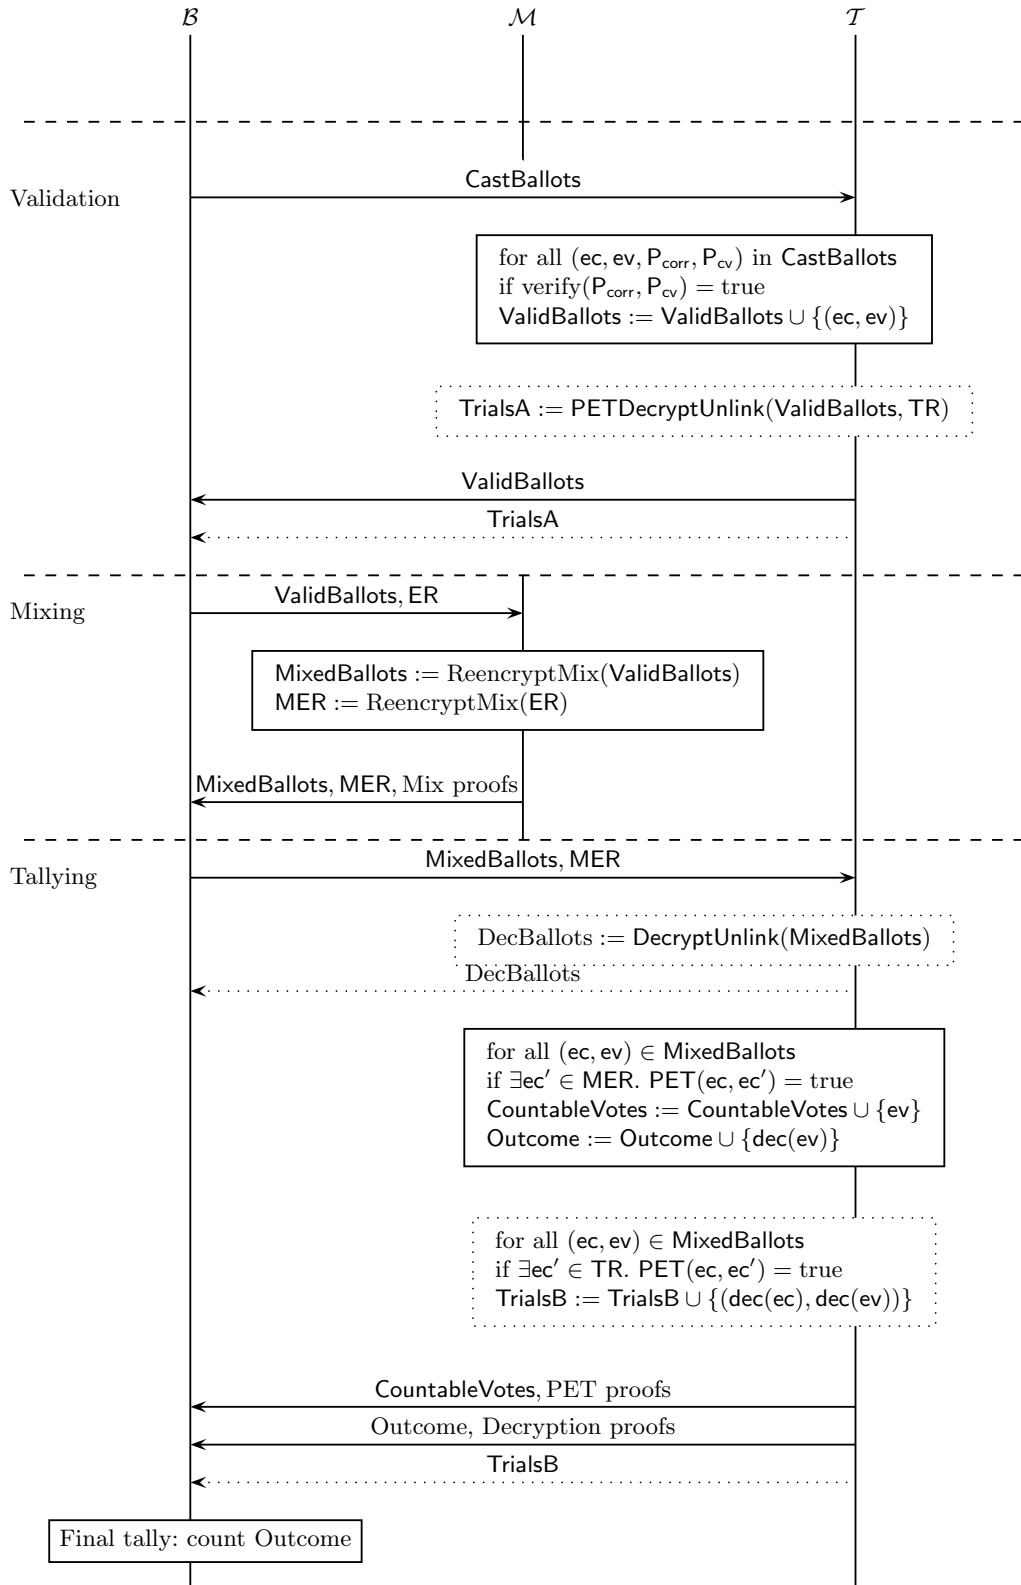 ℬ ℳ 𝒯
CastBallots
Validation
for all (ec, ev, P_corr, P_cv) in CastBallots
if verify(P_corr, P_cv) = true
ValidBallots := ValidBallots ∪ {(ec, ev)}
TrialsA := PETDecryptUnlink(ValidBallots, TR)
ValidBallots
TrialsA
ValidBallots, ER
Mixing
MixedBallots := ReencryptMix(ValidBallots)
MER := ReencryptMix(ER)
MixedBallots, MER, Mix proofs
MixedBallots, MER
Tallying
DecBallots := DecryptUnlink(MixedBallots)
DecBallots
for all (ec, ev) ∈ MixedBallots
if ∃ec′ ∈ MER. PET(ec, ec′) = true
CountableVotes := CountableVotes ∪ {ev}
Outcome := Outcome ∪ {dec(ev)}
for all (ec, ev) ∈ MixedBallots
if ∃ec′ ∈ TR. PET(ec, ec′) = true
TrialsB := TrialsB ∪ {(dec(ec), dec(ev))}
CountableVotes, PET proofs
Outcome, Decryption proofs
TrialsB
Final tally: count Outcome